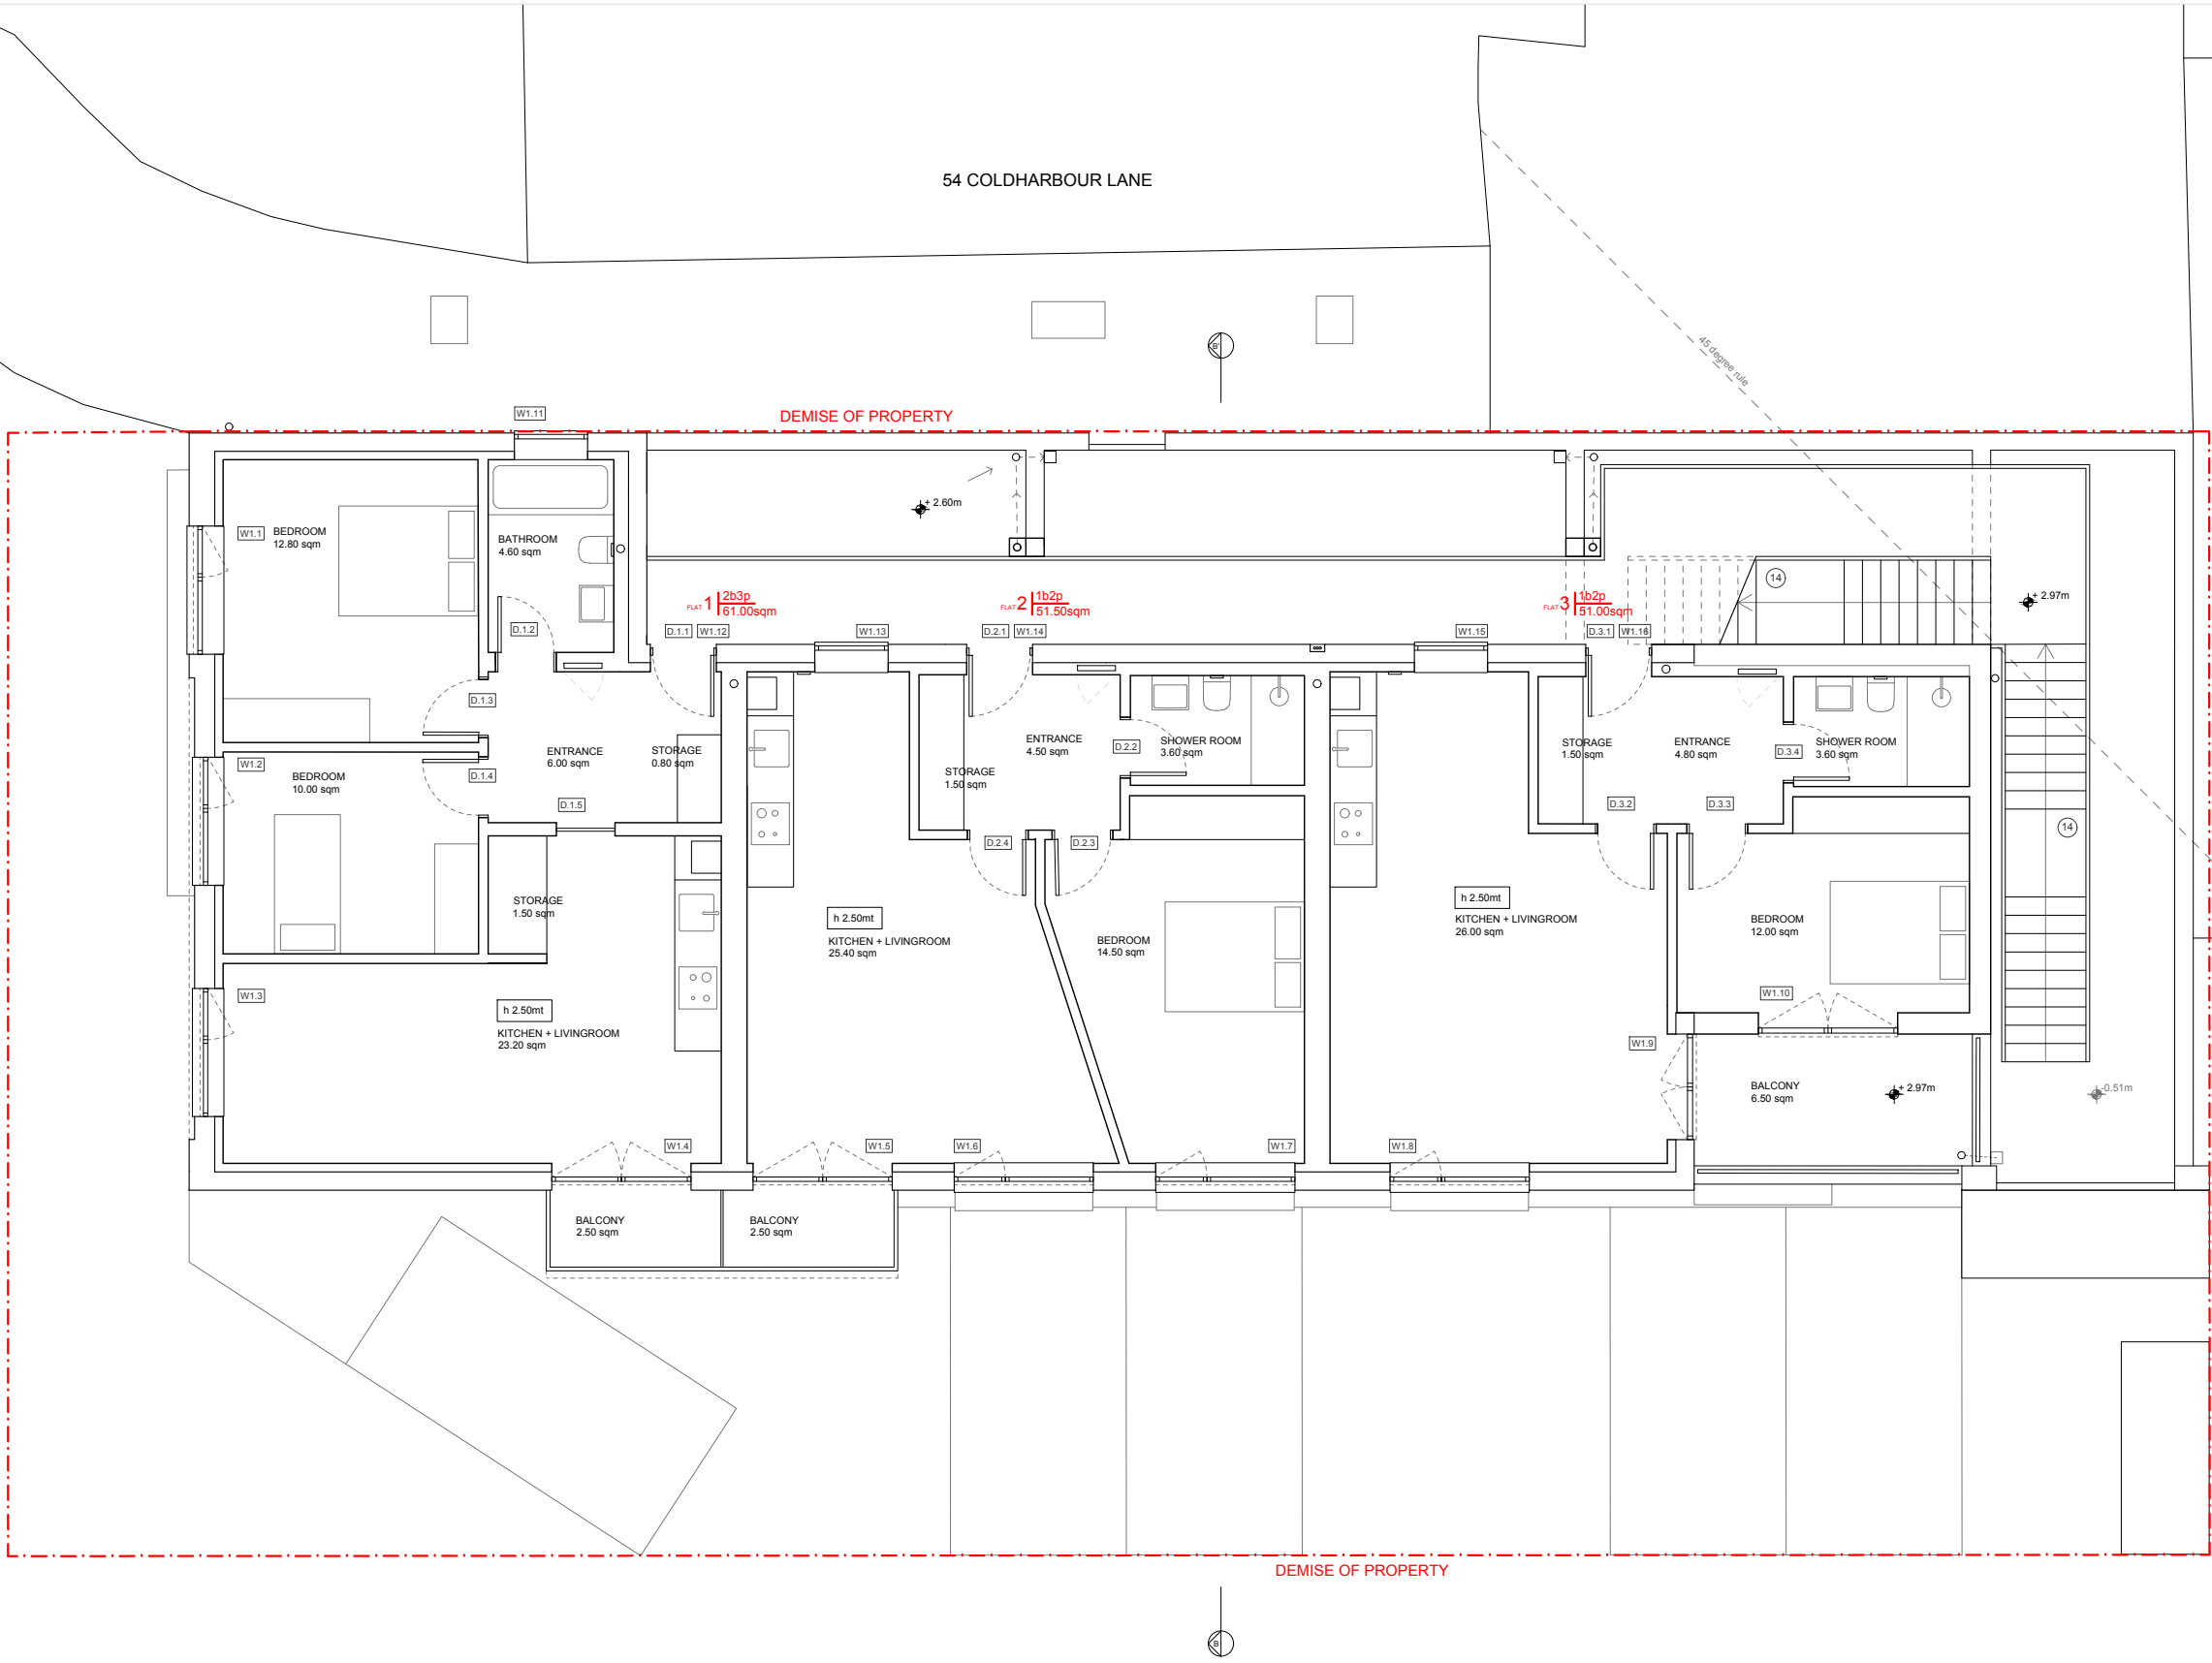 54 COLDHARBOUR LANE
45 degree rule
B'
DEMISE OF PROPERTY
W1.11
W1.1
BEDROOM
12.80 sqm
BATHROOM
4.60 sqm
+ 2.60m
FLAT 1
2b3p
61.00sqm
FLAT 2
1b2p
51.50sqm
FLAT 3
1b2p
51.00sqm
14
+ 2.97m
D.1.2
D.1.1
W1.12
W1.13
D.2.1
W1.14
W1.15
D.3.1
W1.16
D.1.3
W1.2
BEDROOM
10.00 sqm
D.1.4
ENTRANCE
6.00 sqm
STORAGE
0.80 sqm
D.1.5
STORAGE
1.50 sqm
ENTRANCE
4.50 sqm
D.2.2
SHOWER ROOM
3.60 sqm
STORAGE
1.50 sqm
ENTRANCE
4.80 sqm
D.3.4
SHOWER ROOM
3.60 sqm
D.3.2
D.3.3
14
D.2.4
D.2.3
STORAGE
1.50 sqm
h 2.50mt
KITCHEN + LIVINGROOM
25.40 sqm
BEDROOM
14.50 sqm
h 2.50mt
KITCHEN + LIVINGROOM
26.00 sqm
BEDROOM
12.00 sqm
W1.3
h 2.50mt
KITCHEN + LIVINGROOM
23.20 sqm
W1.10
W1.9
BALCONY
6.50 sqm
+ 2.97m
-0.51m
W1.4
W1.5
W1.6
W1.7
W1.8
BALCONY
2.50 sqm
BALCONY
2.50 sqm
DEMISE OF PROPERTY
B